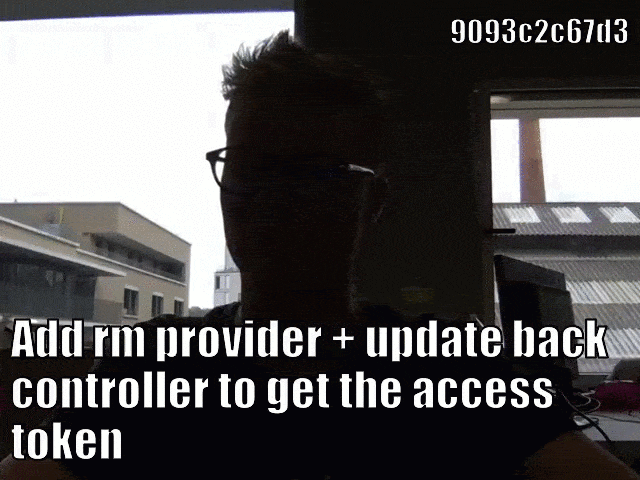 9093c2c67d3
Add rm provider + update back
controller to get the access
token